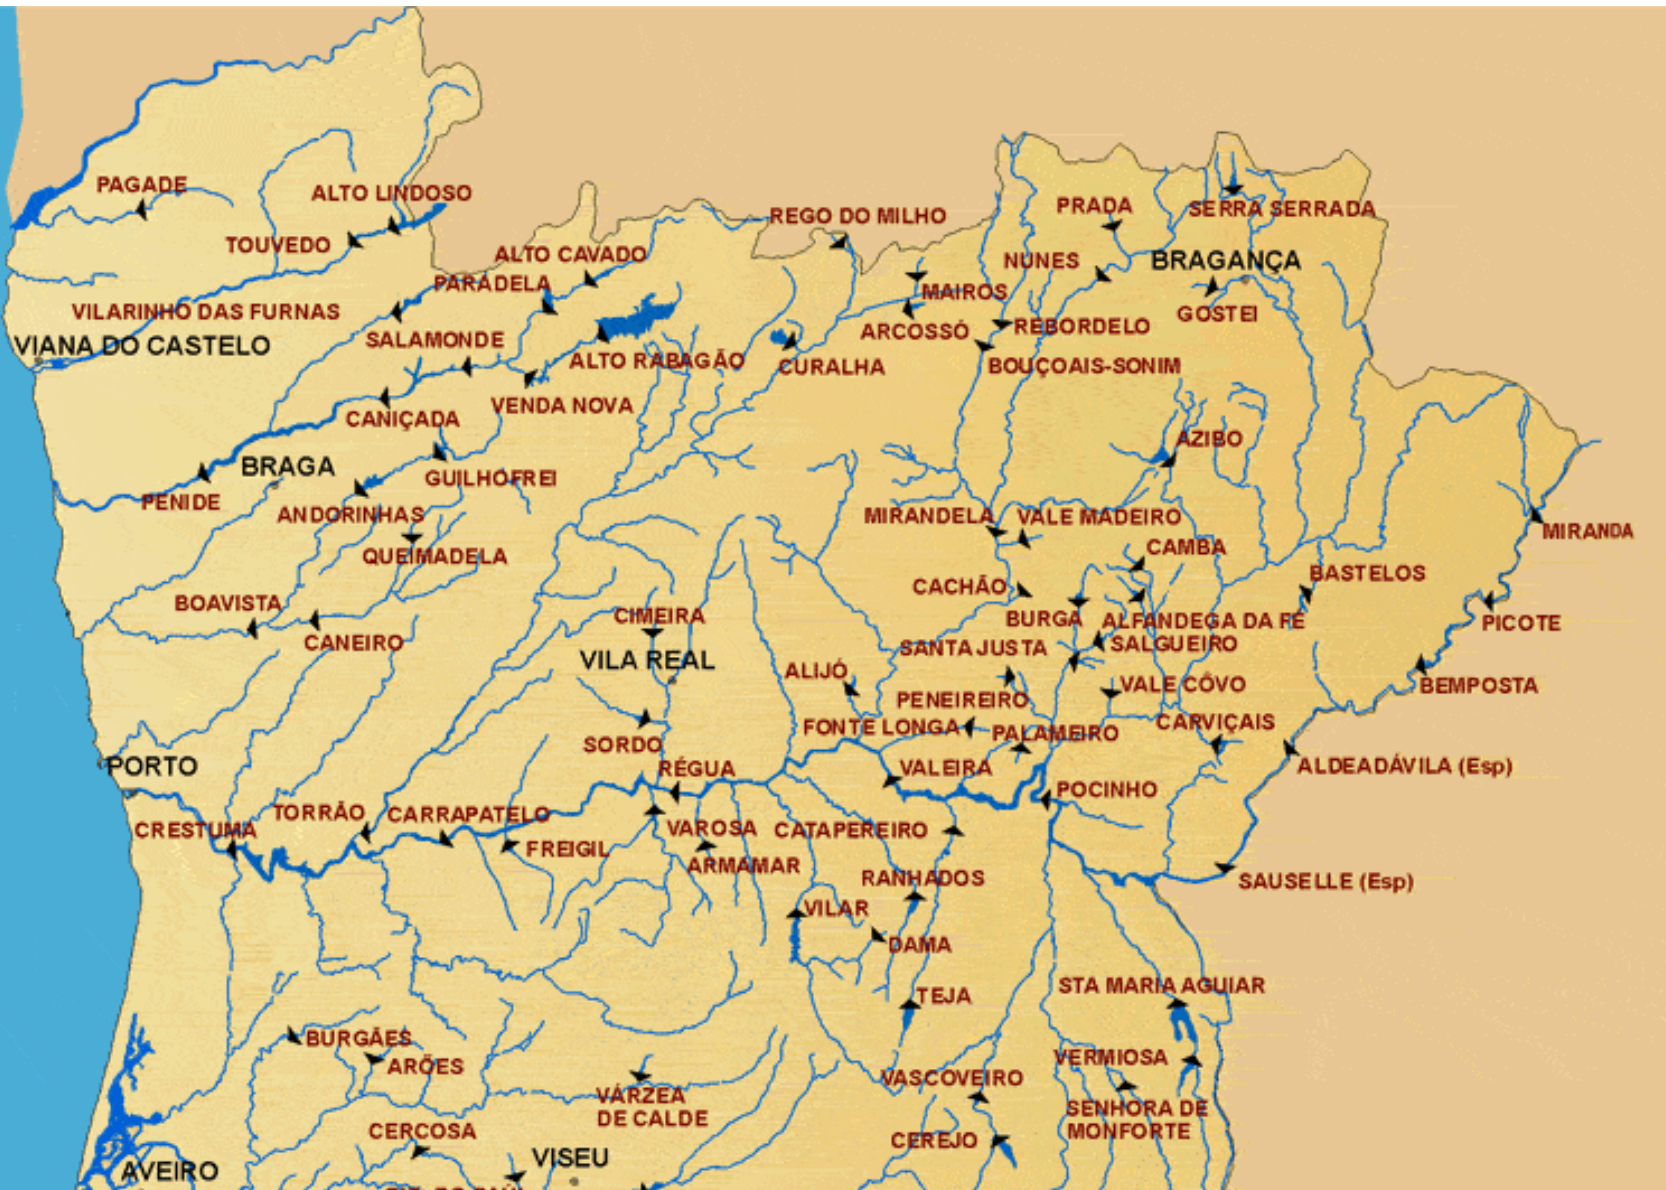 PAGADE
ALTO LINDOSO
REGO DO MILHO
PRADA
SERRA SERRADA
TOUVEDO
ALTO CAVADO
NUNES
BRAGANÇA
PARADELA
MAIROS
VILARINHO DAS FURNAS
GOSTEI
SALAMONDE
ARCOSSÓ
REBORDELO
VIANA DO CASTELO
ALTO RABAGÃO
CURALHA
BOUÇOAIS-SONIM
CANIÇADA
VENDA NOVA
AZIBO
BRAGA
GUILHOFREI
PENIDE
ANDORINHAS
MIRANDELA
VALE MADEIRO
MIRANDA
QUEIMADELA
CAMBA
BASTELOS
CACHÃO
BOAVISTA
CIMEIRA
BURGA
ALFANDEGA DA FÉ
PICOTE
CANEIRO
SANTA JUSTA
SALGUEIRO
VILA REAL
ALIJÓ
VALE CÔVO
BEMPOSTA
PENEIREIRO
FONTE LONGA
PALAMEIRO
CARVIÇAIS
SORDO
PORTO
RÉGUA
VALEIRA
ALDEADÁVILA (Esp)
POCINHO
TORRÃO
CARRAPATELO
CRESTUMA
VAROSA
CATAPEREIRO
FREIGIL
ARMAMAR
RANHADOS
SAUSELLE (Esp)
VILAR
DAMA
STA MARIA AGUIAR
TEJA
BURGÃES
ARÕES
VERMIOSA
VASCOVEIRO
VÁRZEA
DE CALDE
SENHORA DE
MONFORTE
CERCOSA
CEREJO
VISEU
AVEIRO